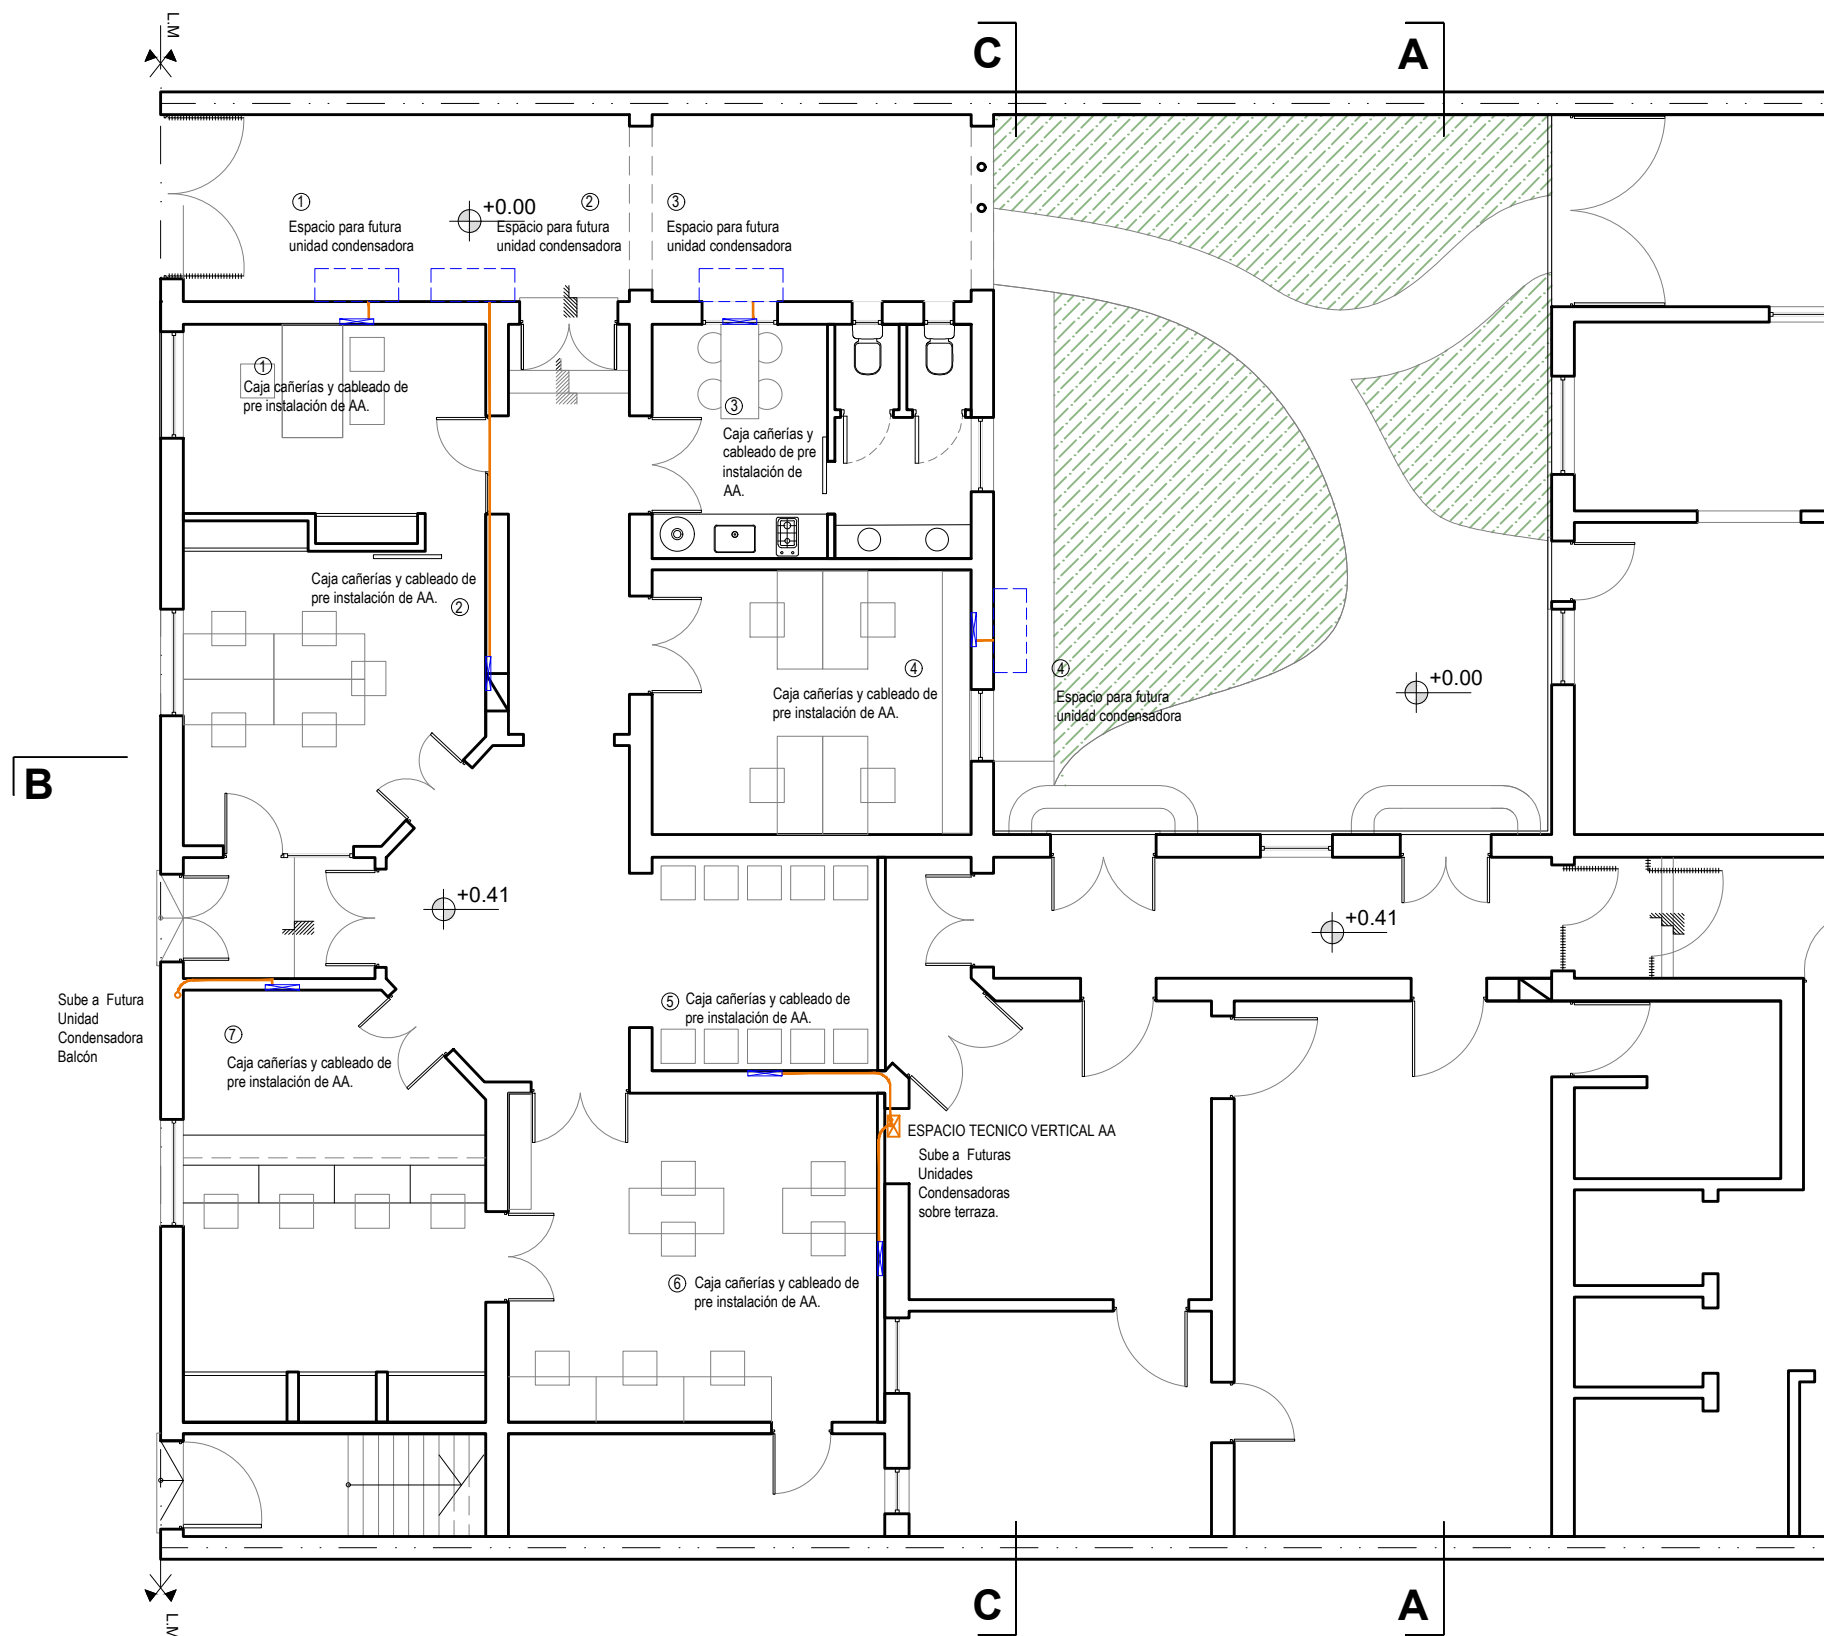 L.M
C
A
①
②
③
+0.00
Espacio para futura
unidad condensadora
Espacio para futura
unidad condensadora
Espacio para futura
unidad condensadora
①
Caja cañerías y cableado de
pre instalación de AA.
③
Caja cañerías y
cableado de pre
instalación de
AA.
Caja cañerías y cableado de
pre instalación de AA.
②
④
Caja cañerías y cableado de
pre instalación de AA.
④
Espacio para futura
unidad condensadora
+0.00
B
+0.41
+0.41
Sube a Futura
Unidad
Condensadora
Balcón
⑤ Caja cañerías y cableado de
pre instalación de AA.
⑦
Caja cañerías y cableado de
pre instalación de AA.
ESPACIO TECNICO VERTICAL AA
Sube a Futuras
Unidades
Condensadoras
sobre terraza.
⑥ Caja cañerías y cableado de
pre instalación de AA.
L.M
C
A